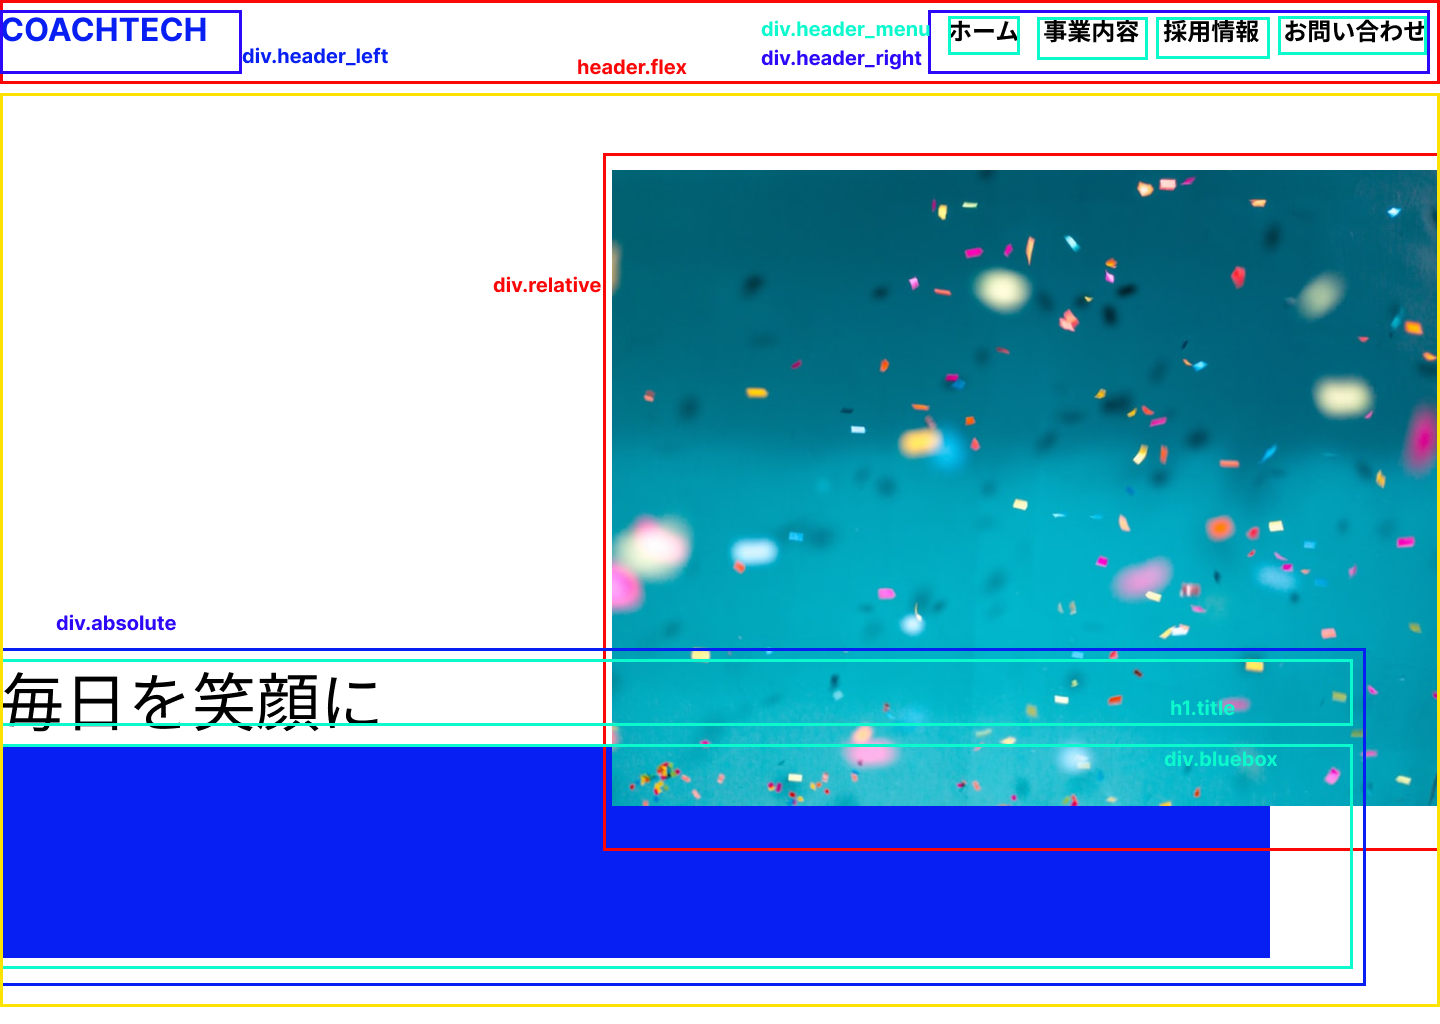 COACHTECH
div.header_left
header.flex
div.header_menu
div.header_right
ホーム
事業内容
採用情報
お問い合わせ
div.relative
div.absolute
毎日を笑顔に
h1.title
div.bluebox